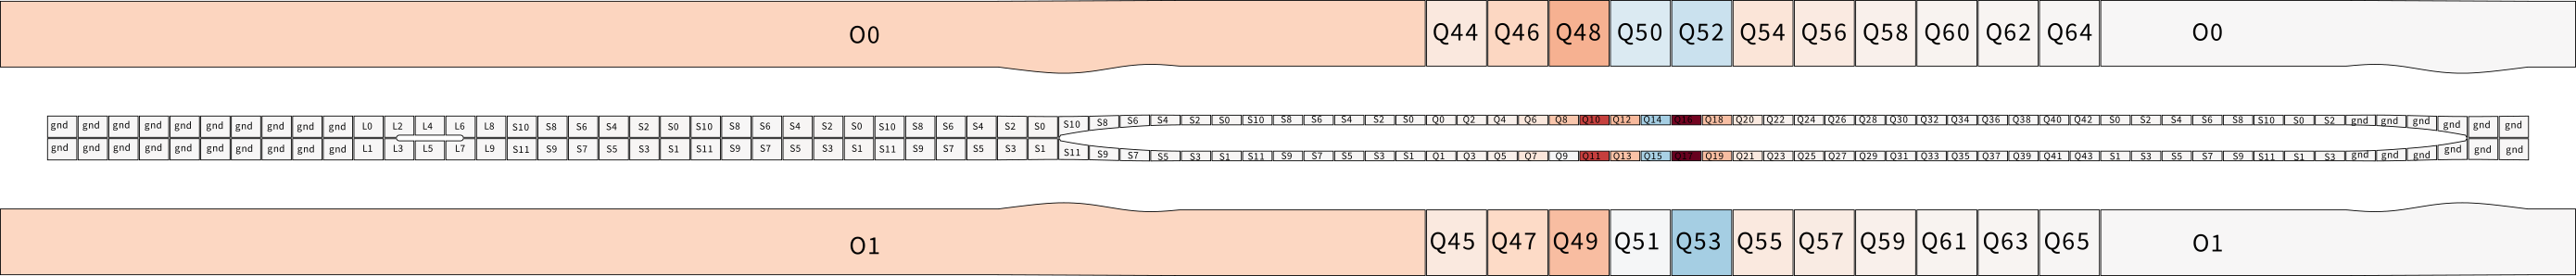 O0 Q44 Q46 Q48 Q50 Q52 Q54 Q56 Q58 Q60 Q62 Q64 O0
gnd gnd gnd gnd gnd gnd gnd gnd gnd gnd L0 L2 L4 L6 L8 S10 S8 S6 S4 S2 S0 S10 S8 S6 S4 S2 S0 S10 S8 S6 S4 S2 S0 S10 S8 S6 S4 S2 S0 S10 S8 S6 S4 S2 S0 Q0 Q2 Q4 Q6 Q8 Q10 Q12 Q14 Q16 Q18 Q20 Q22 Q24 Q26 Q28 Q30 Q32 Q34 Q36 Q38 Q40 Q42 S0 S2 S4 S6 S8 S10 S0 S2 gnd gnd gnd gnd gnd gnd
gnd gnd gnd gnd gnd gnd gnd gnd gnd gnd L1 L3 L5 L7 L9 S11 S9 S7 S5 S3 S1 S11 S9 S7 S5 S3 S1 S11 S9 S7 S5 S3 S1 S11 S9 S7 S5 S3 S1 S11 S9 S7 S5 S3 S1 Q1 Q3 Q5 Q7 Q9 Q11 Q13 Q15 Q17 Q19 Q21 Q23 Q25 Q27 Q29 Q31 Q33 Q35 Q37 Q39 Q41 Q43 S1 S3 S5 S7 S9 S11 S1 S3 gnd gnd gnd gnd gnd gnd
O1 Q45 Q47 Q49 Q51 Q53 Q55 Q57 Q59 Q61 Q63 Q65 O1